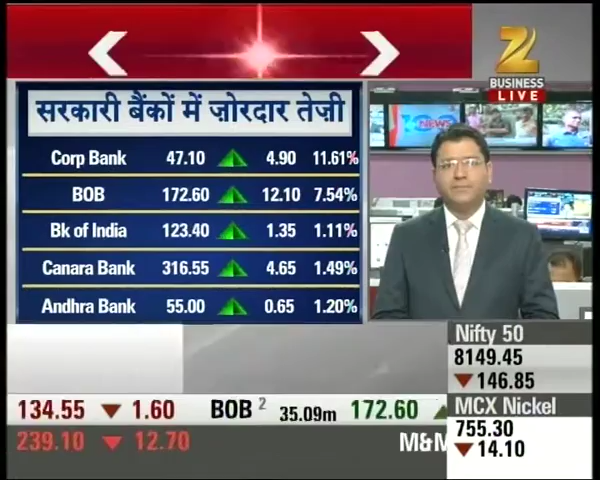 Z
BUSINESS
LIVE
सरकारी बैंकों में ज़ोरदार तेज़ी
Corp Bank 47.10 4.90 11.61%
BOB 172.60 12.10 7.54%
Bk of India 123.40 1.35 1.11%
Canara Bank 316.55 4.65 1.49%
Andhra Bank 55.00 0.65 1.20%
NEWS
Nifty 50
8149.45
146.85
134.55 1.60 BOB 2 35.09m 172.60
MCX Nickel
755.30
14.10
239.10 12.70 M&M